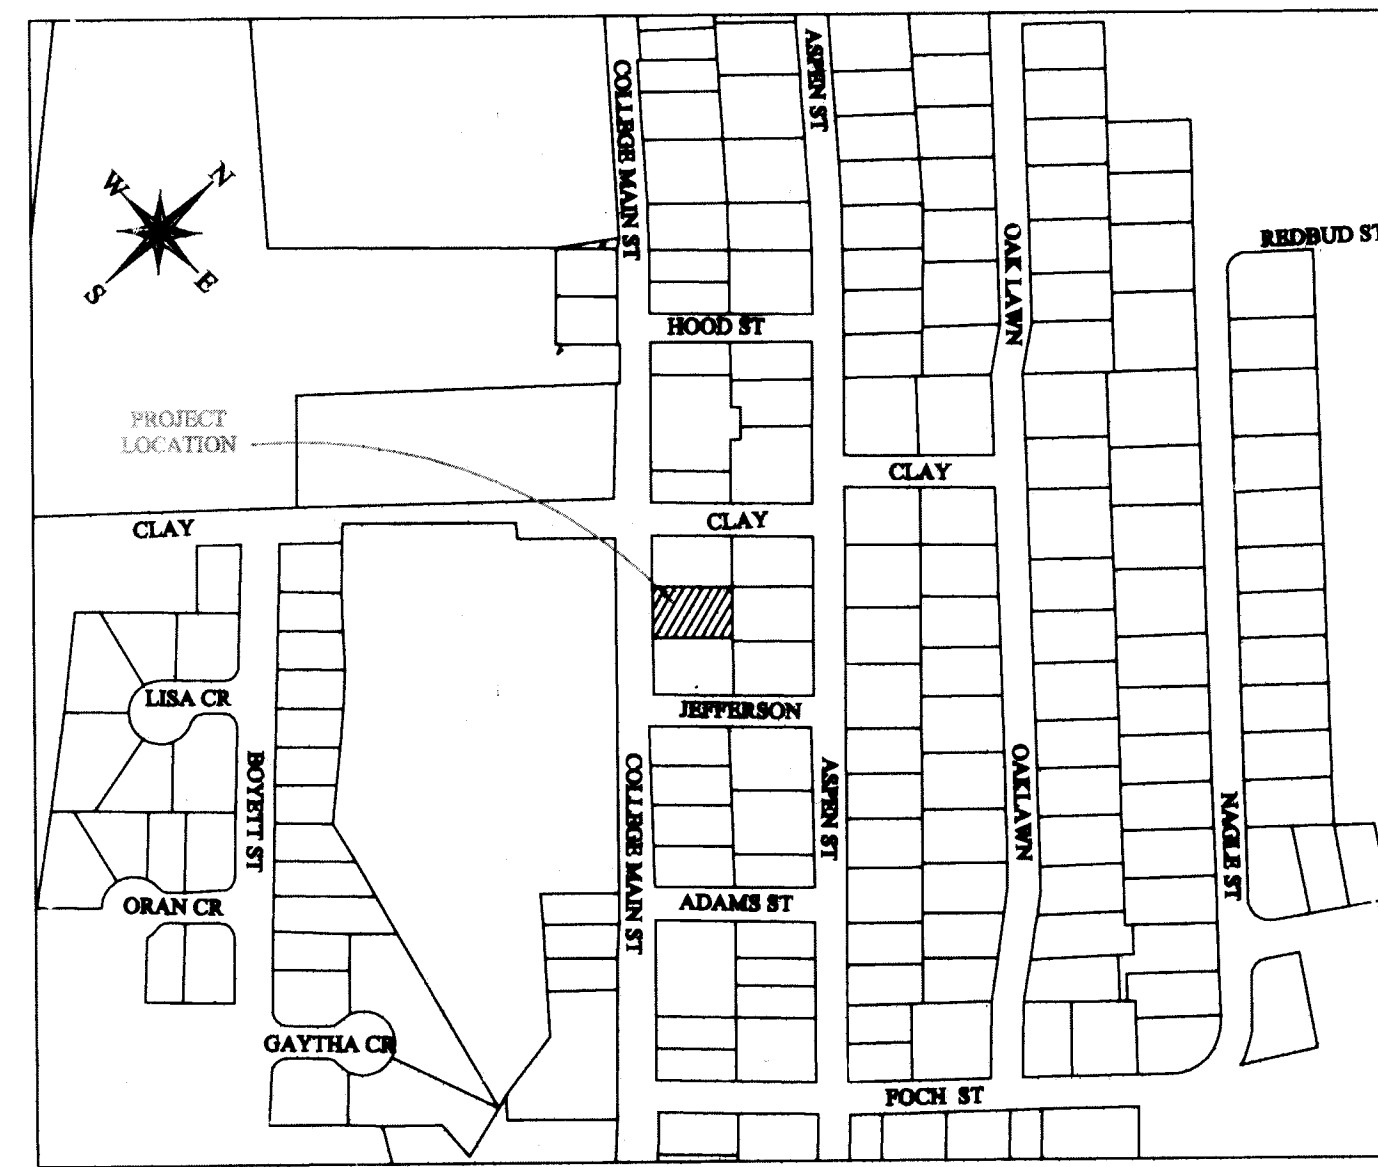 COLLEGE MAIN ST
ASPEN ST
N
W
S
E
OAK LAWN
REDBUD ST
HOOD ST
PROJECT
LOCATION
CLAY
CLAY
CLAY
LISA CR
JEFFERSON
BOYETT ST
COLLEGE MAIN ST
ASPEN ST
OAKLAWN
NAGLE ST
ORAN CR
ADAMS ST
GAYTHA CR
FOCH ST